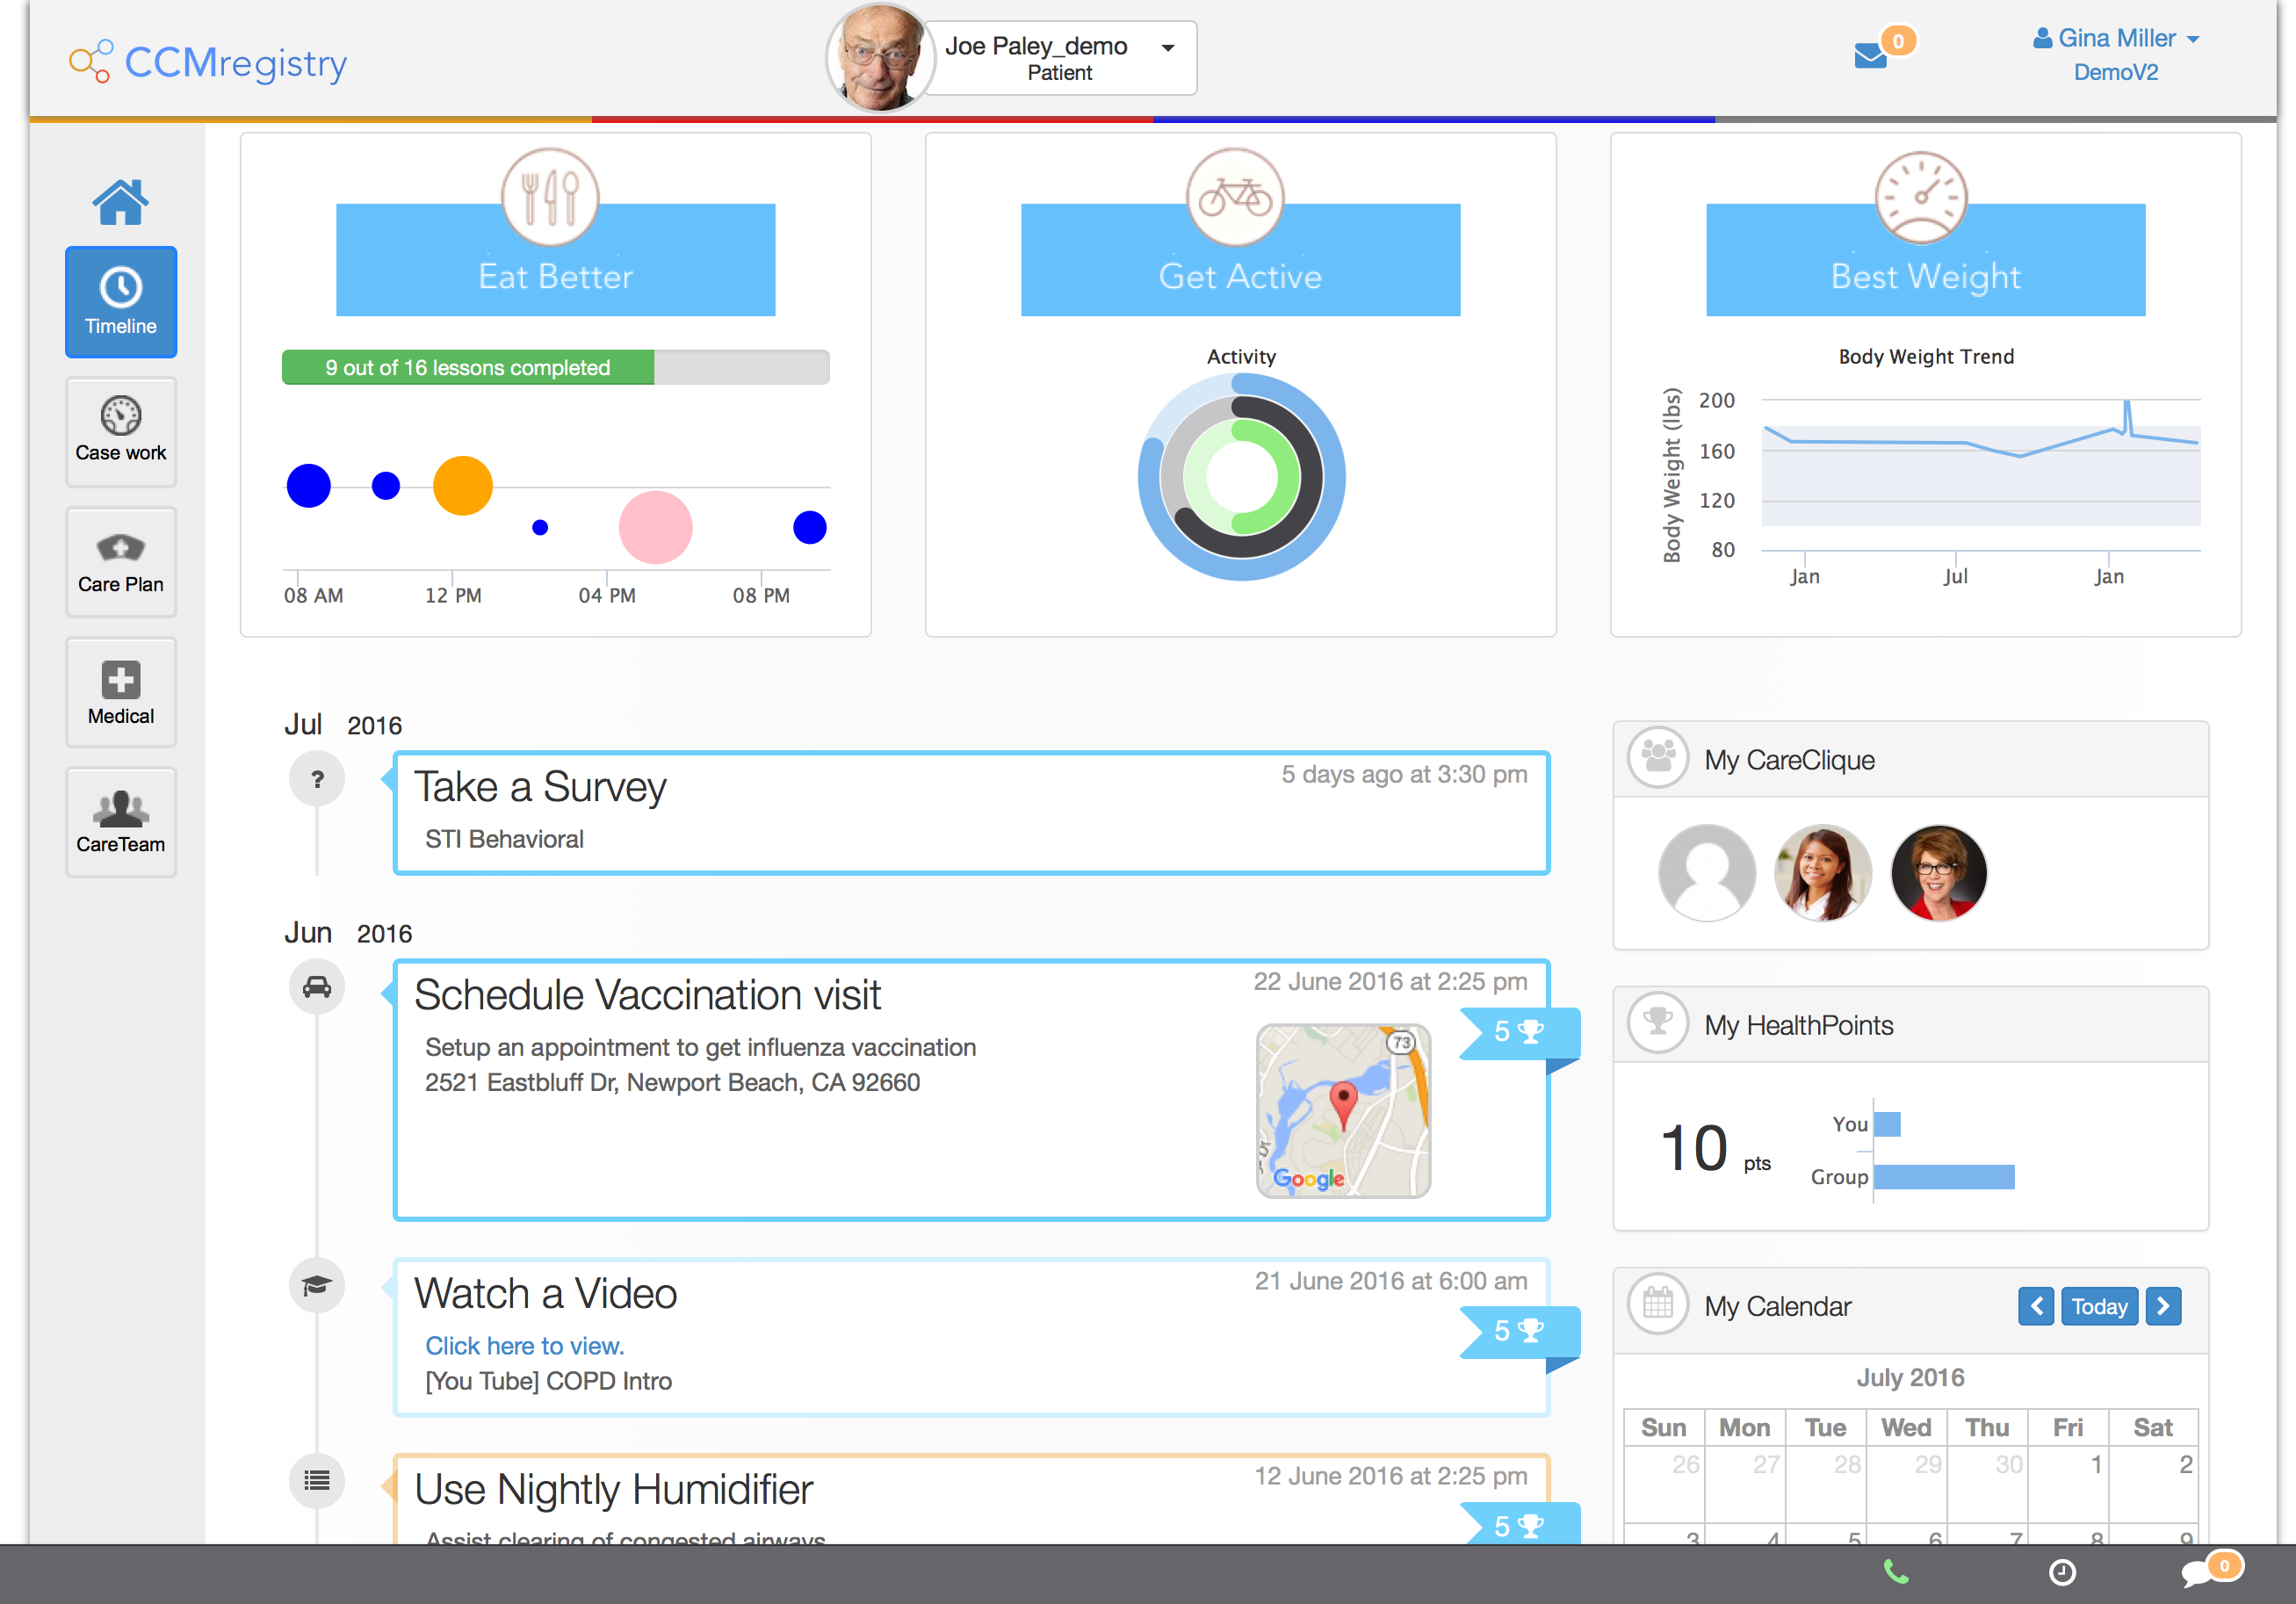 CCMregistry
Joe Paley_demo
Patient
0
Gina Miller
DemoV2
Timeline
Case work
Care Plan
Medical
CareTeam
Eat Better
9 out of 16 lessons completed
08 AM 12 PM 04 PM 08 PM
Get Active
Activity
Best Weight
Body Weight Trend
Body Weight (lbs)
200
160
120
80
Jan Jul Jan
Jul 2016
?
Take a Survey
5 days ago at 3:30 pm
STI Behavioral
Jun 2016
Schedule Vaccination visit
22 June 2016 at 2:25 pm
5
Setup an appointment to get influenza vaccination
2521 Eastbluff Dr, Newport Beach, CA 92660
73
Google
Watch a Video
21 June 2016 at 6:00 am
5
Click here to view.
[You Tube] COPD Intro
Use Nightly Humidifier
12 June 2016 at 2:25 pm
5
Assist clearing of congested airways
My CareClique
My HealthPoints
10 pts
You
Group
My Calendar
Today
July 2016
Sun Mon Tue Wed Thu Fri Sat
26 27 28 29 30 1 2
3 4 5 6 7 8 9
0